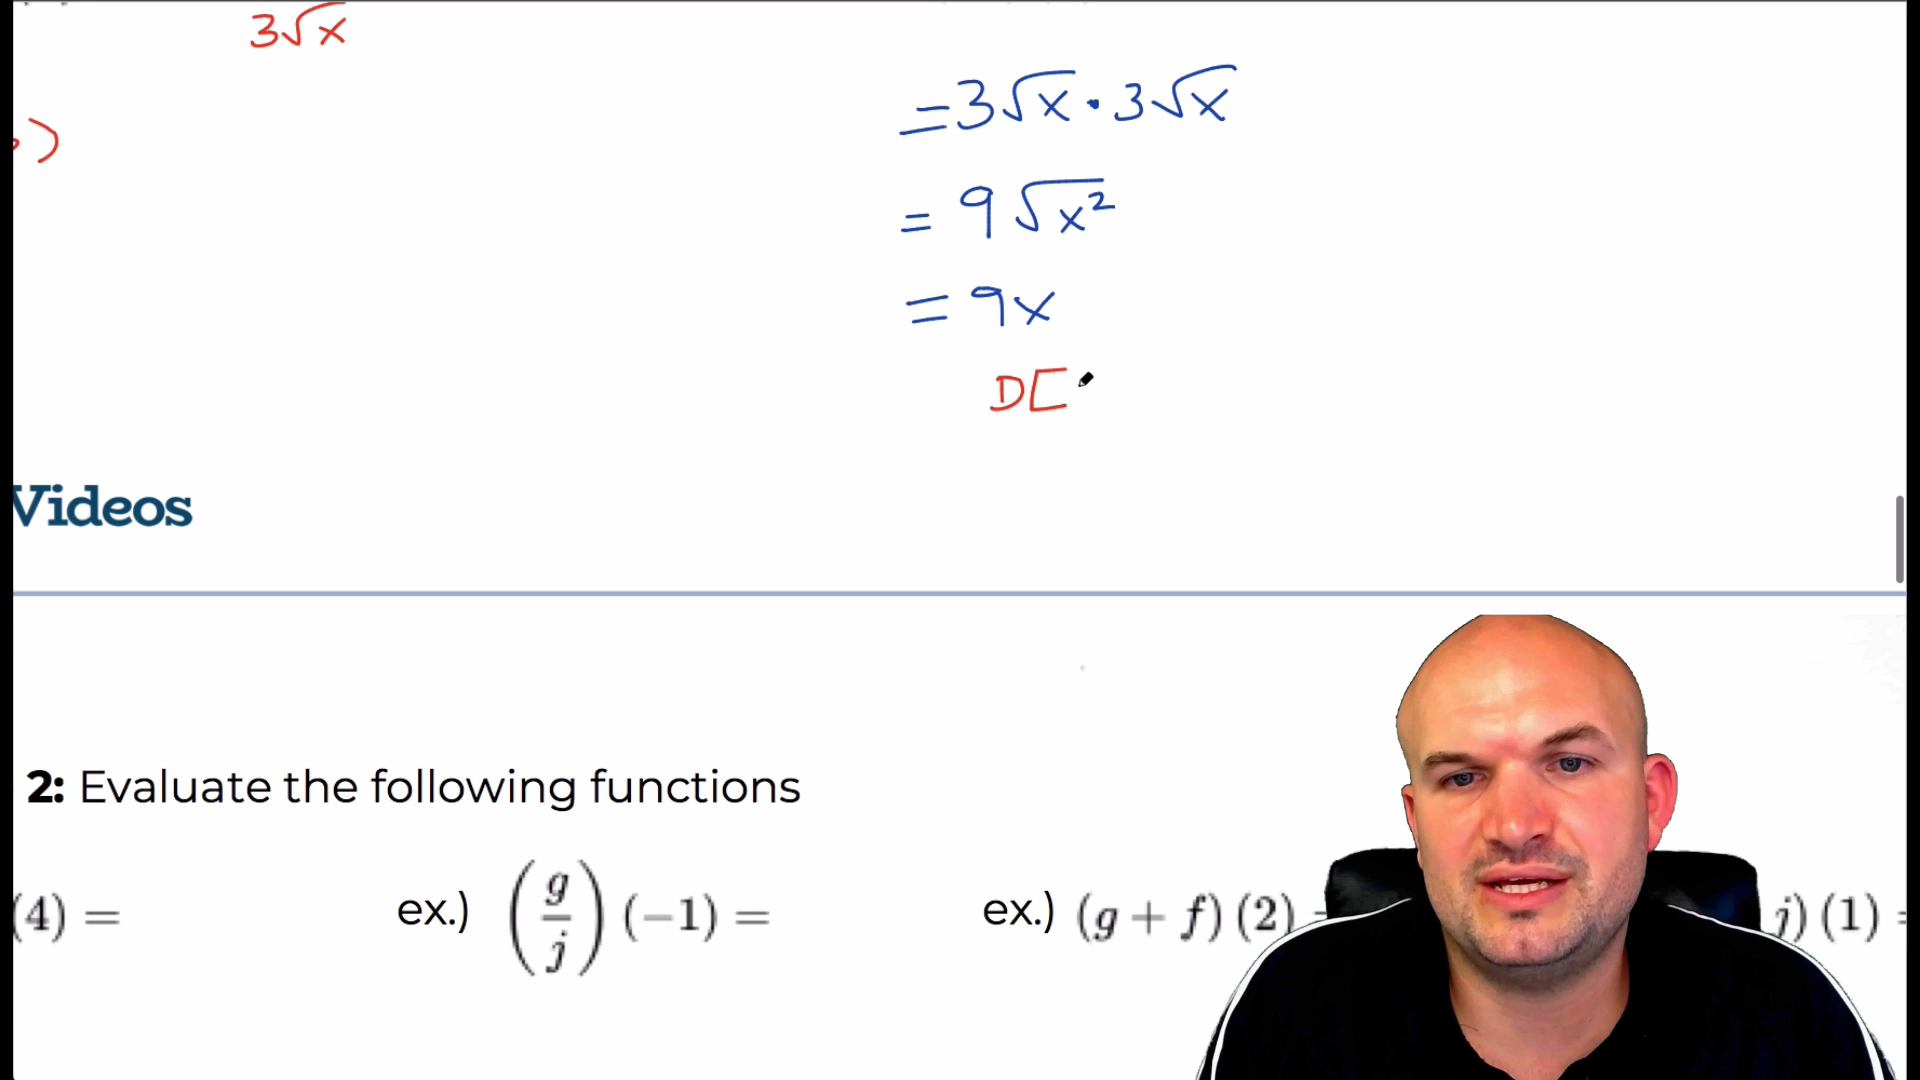 3√x
)
= 3√x · 3√x
= 9√x²
= 9x
D[
Videos
2: Evaluate the following functions
(4) =
ex.) (g/j) (−1) =
ex.) (g + f) (2) =
j) (1) =